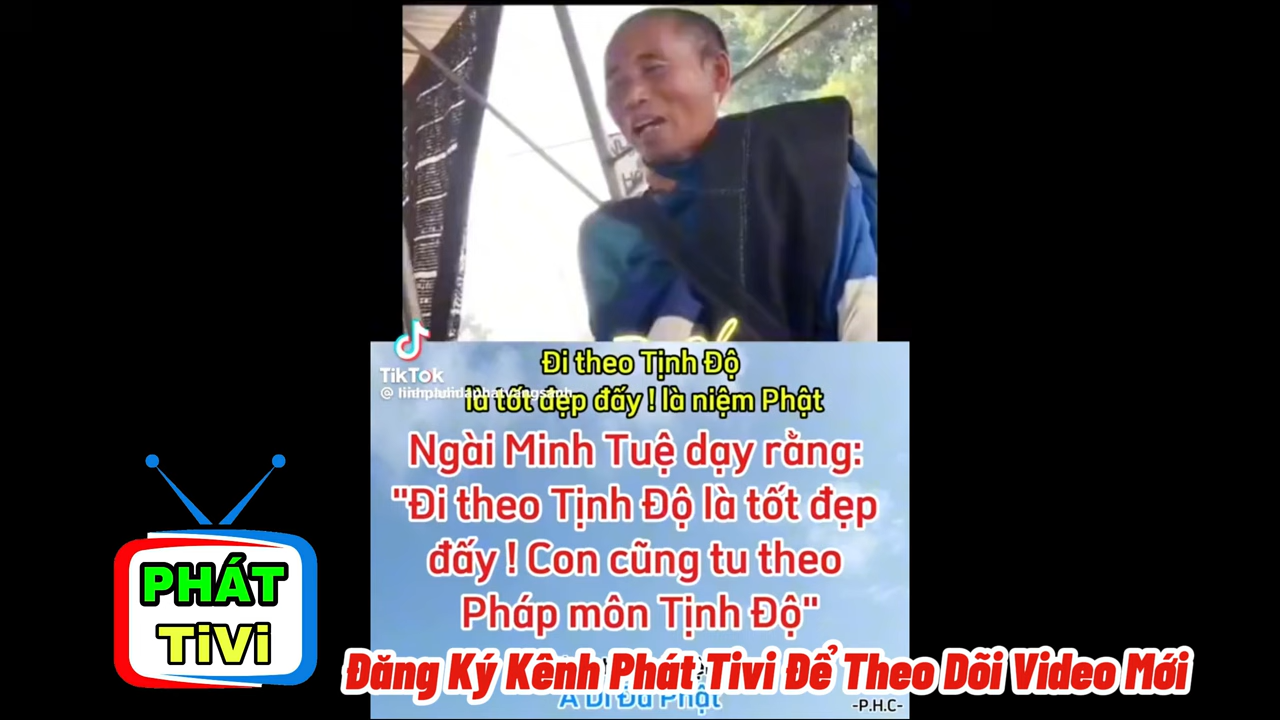 TikTok
Đi theo Tịnh Độ
là tốt đẹp đấy ! là niệm Phật
Ngài Minh Tuệ dạy rằng:
"Đi theo Tịnh Độ là tốt đẹp
đấy ! Con cũng tu theo
Pháp môn Tịnh Độ"
PHÁT
TiVi
Đăng Ký Kênh Phát Tivi Để Theo Dõi Video Mới
A Di Đà Phật
-P.H.C-